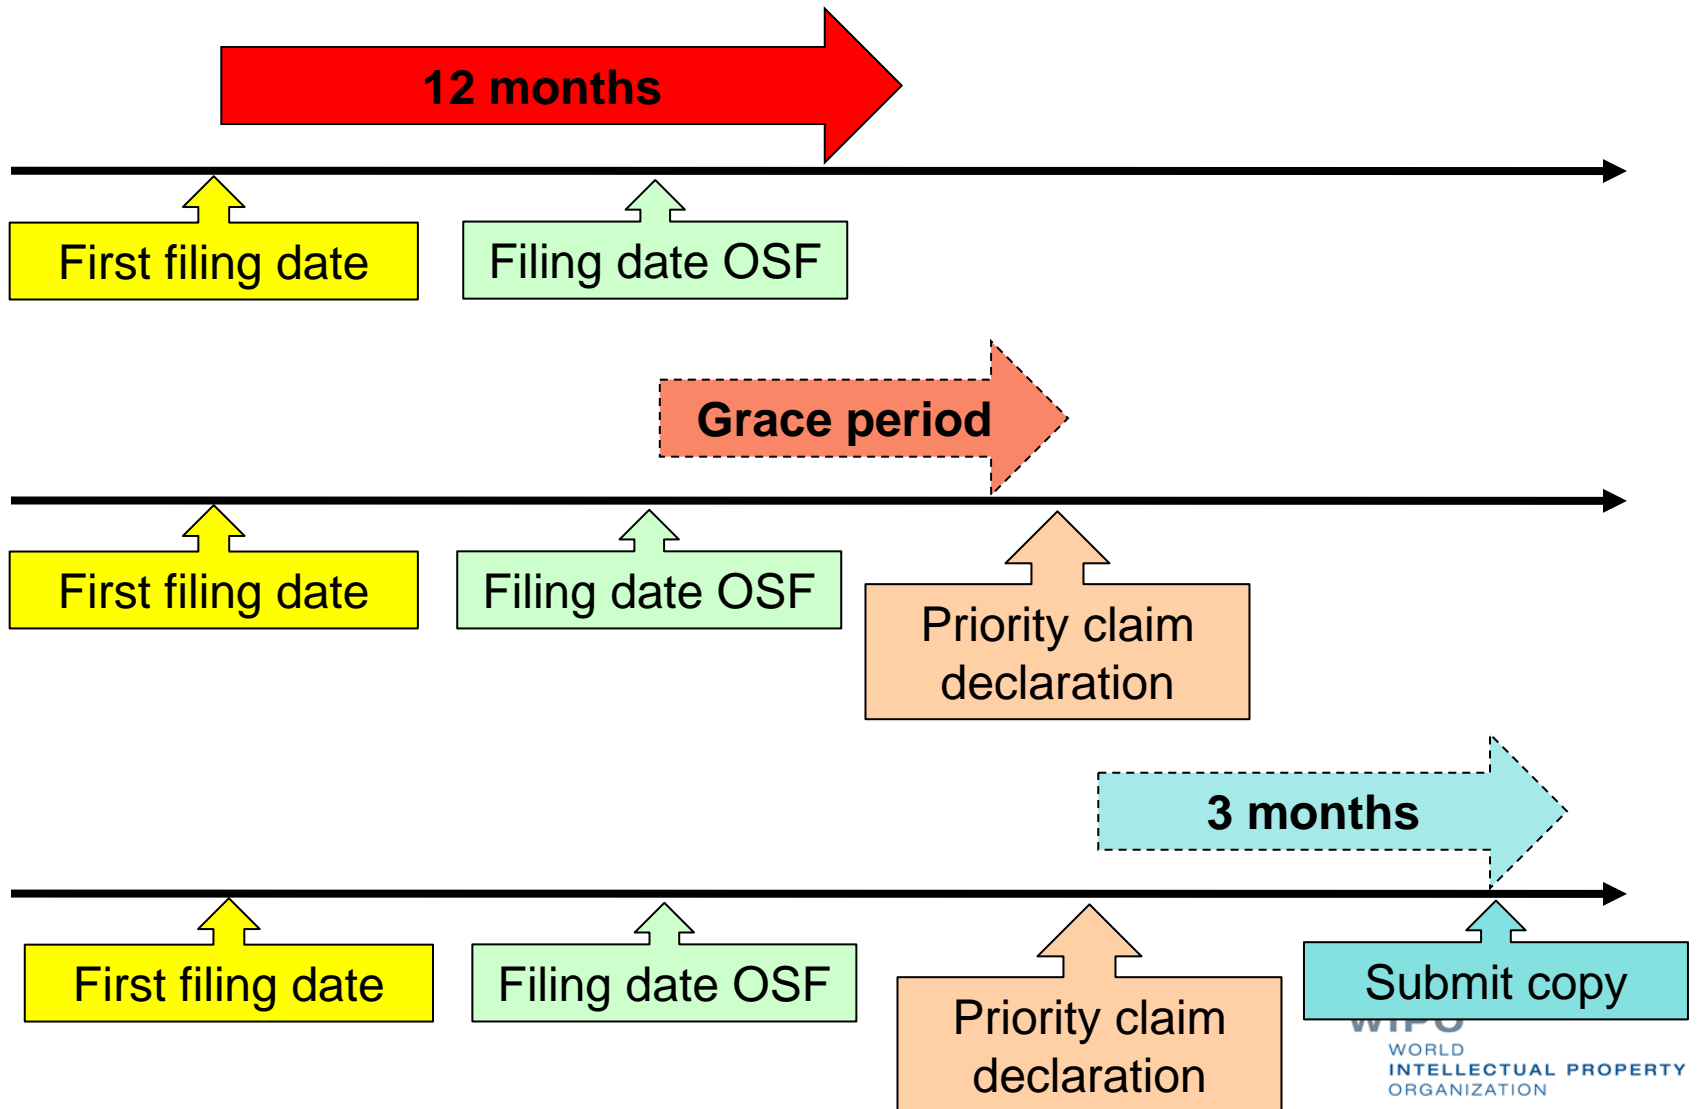 12 months
First filing date
Filing date OSF
Grace period
First filing date
Filing date OSF
Priority claim
declaration
3 months
First filing date
Filing date OSF
Priority claim
declaration
Submit copy
WIPO
WORLD
INTELLECTUAL PROPERTY
ORGANIZATION